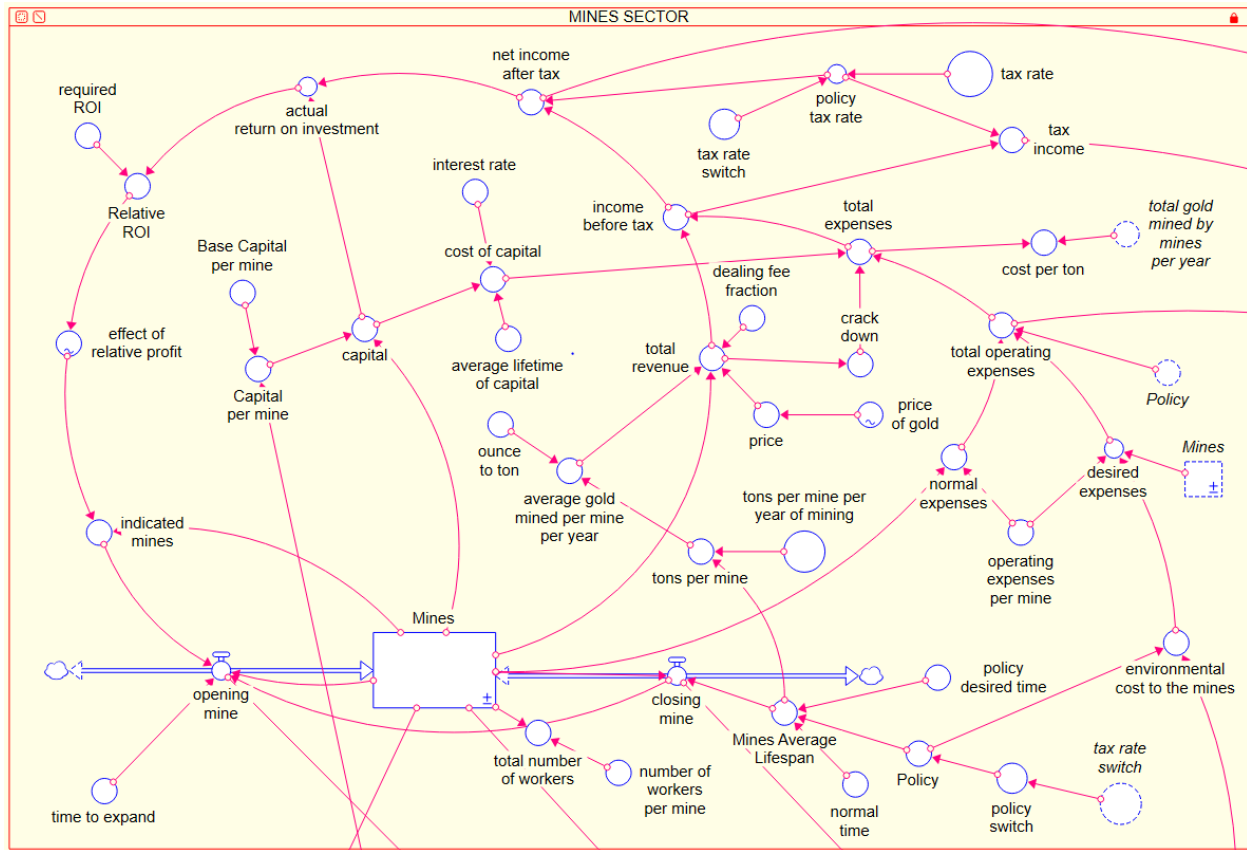 MINES SECTOR
net income
after tax
tax rate
required
ROI
actual
return on investment
policy
tax rate
tax rate
switch
tax
income
interest rate
Relative
ROI
income
before tax
total
expenses
total gold
mined by
mines
per year
Base Capital
per mine
cost of capital
cost per ton
dealing fee
fraction
effect of
relative profit
capital
average lifetime
of capital
total
revenue
crack
down
total operating
expenses
Policy
Capital
per mine
price
price
of gold
ounce
to ton
average gold
mined per mine
per year
tons per mine per
year of mining
normal
expenses
desired
expenses
Mines
±
indicated
mines
tons per mine
operating
expenses
per mine
Mines
±
opening
mine
closing
mine
policy
desired time
environmental
cost to the mines
Mines Average
Lifespan
total number
of workers
number of
workers
per mine
Policy
normal
time
policy
switch
tax rate
switch
time to expand